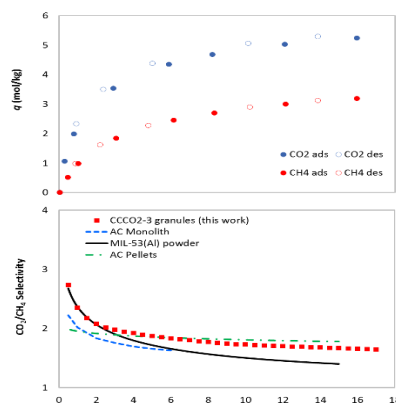 6
5
4
3
2
1
0
q (mol/kg)
CO2 ads CO2 des
CH4 ads CH4 des
4
3
2
1
CO2/CH4 Selectivity
CCCO2-3 granules (this work)
AC Monolith
MIL-53(Al) powder
AC Pellets
0 2 4 6 8 10 12 14 16 18